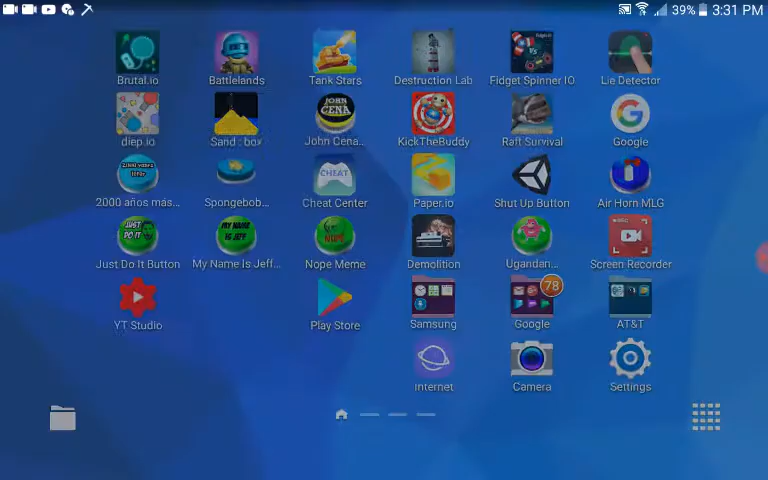 39% 3:31 PM
Brutal.io Battlelands Tank Stars Destruction Lab Fidget Spinner IO Lie Detector
JOHN CENA
diep.io Sand : box John Cena... KickTheBuddy Raft Survival Google
CHEAT
2000 años más... Spongebob... Cheat Center Paper.io Shut Up Button Air Horn MLG
JUST DO IT MY NAME IS JEFF NOPE REC
Just Do It Button My Name Is Jeff... Nope Meme Demolition Ugandan... Screen Recorder
78
YT Studio Play Store Samsung Google AT&T
Internet Camera Settings